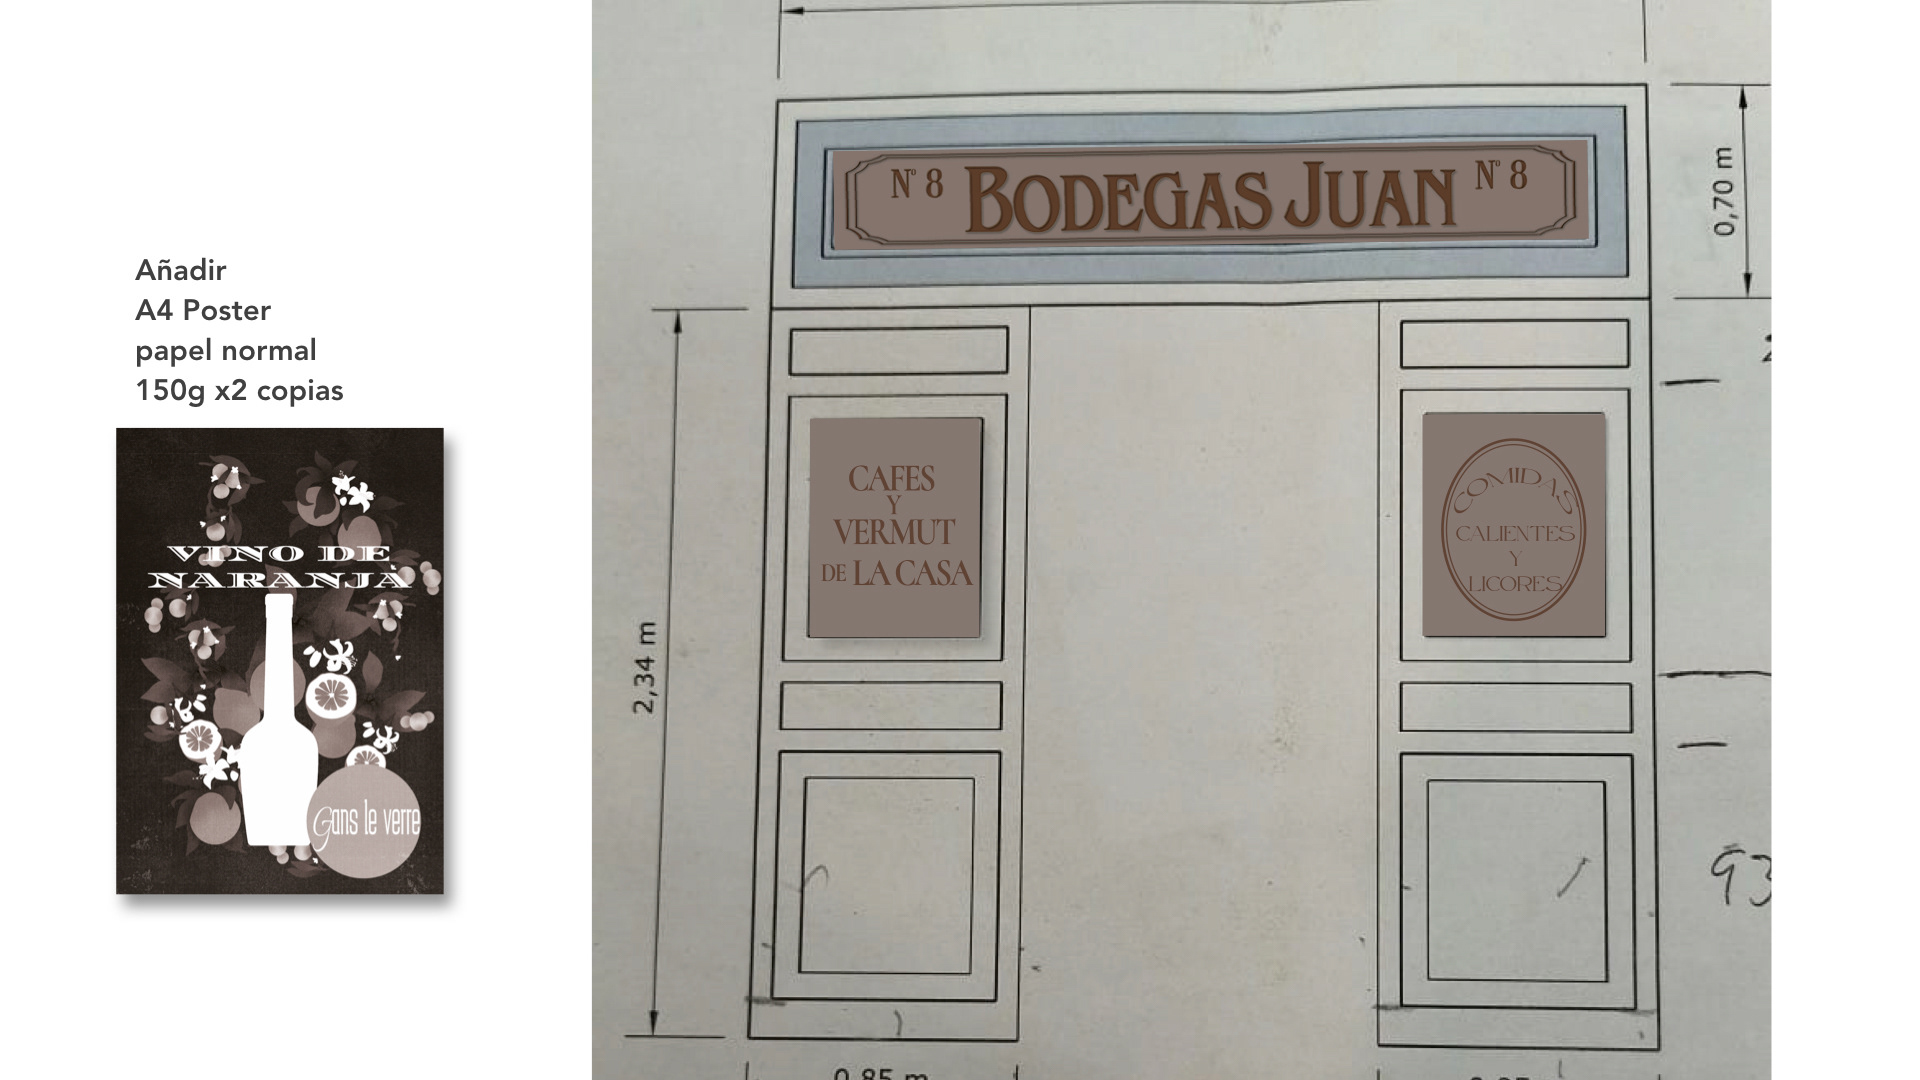 Añadir
A4 Poster
papel normal
150g x2 copias
VINO DE
NARANJA
Gans le verre
Nº 8 BODEGAS JUAN Nº 8
0,70 m
2,34 m
CAFES
Y
VERMUT
DE LA CASA
COMIDAS
CALIENTES
Y
LICORES
93
0,85 m